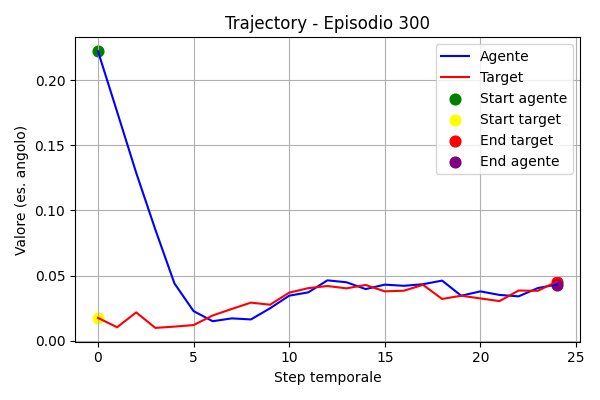 Trajectory - Episodio 300
Valore (es. angolo)
0.20
0.15
0.10
0.05
0.00
0
5
10
15
20
25
Step temporale
Agente
Target
Start agente
Start target
End target
End agente